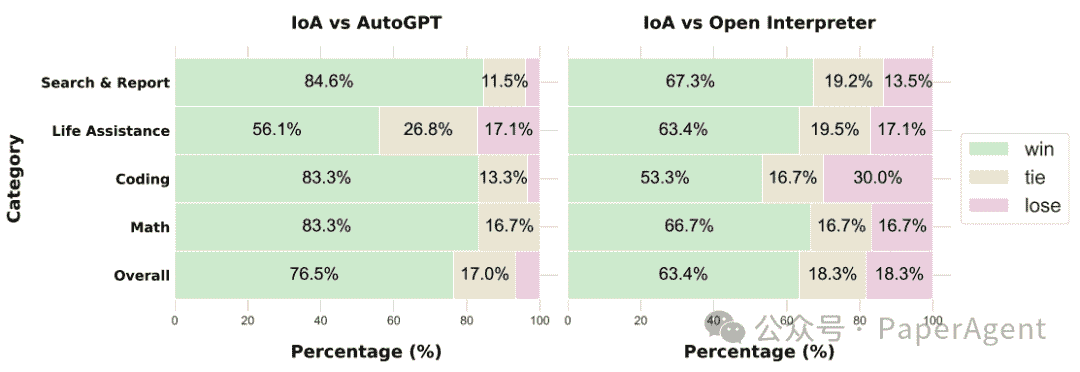 IoA vs AutoGPT
IoA vs Open Interpreter
Category
Search & Report
84.6%
11.5%
67.3%
19.2%
13.5%
Life Assistance
56.1%
26.8%
17.1%
63.4%
19.5%
17.1%
Coding
83.3%
13.3%
53.3%
16.7%
30.0%
Math
83.3%
16.7%
66.7%
16.7%
16.7%
Overall
76.5%
17.0%
63.4%
18.3%
18.3%
win
tie
lose
0 20 40 60 80 100
0 20 40 60 80 100
Percentage (%)
Percentage (%)
公众号 · PaperAgent